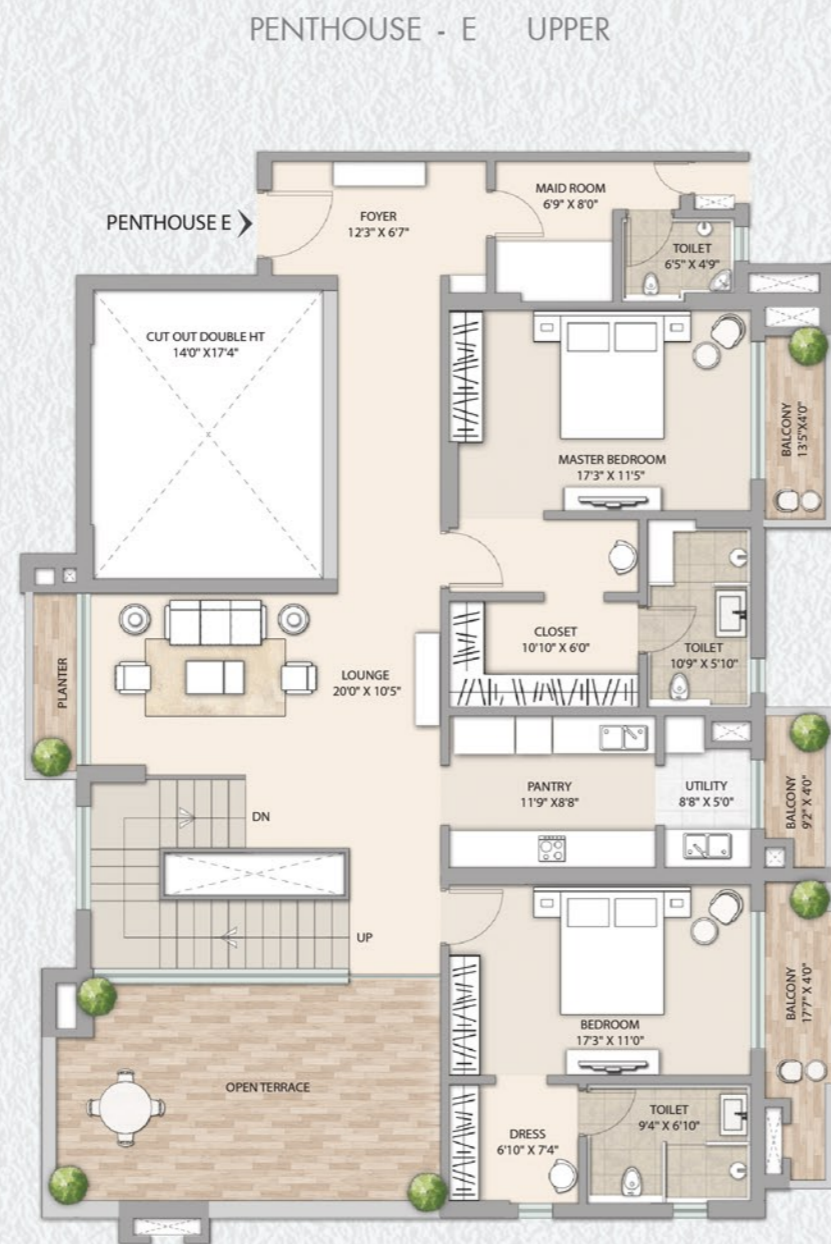 PENTHOUSE - E UPPER
PENTHOUSE E
FOYER
12'3" X 6'7"
MAID ROOM
6'9" X 8'0"
TOILET
6'5" X 4'9"
CUT OUT DOUBLE HT
14'0" X17'4"
MASTER BEDROOM
17'3" X 11'5"
BALCONY
13'5"X4'0"
CLOSET
10'10" X 6'0"
TOILET
10'9" X 5'10"
PLANTER
LOUNGE
20'0" X 10'5"
PANTRY
11'9" X8'8"
UTILITY
8'8" X 5'0"
BALCONY
9'2" X 4'0"
DN
UP
BEDROOM
17'3" X 11'0"
BALCONY
17'7" X 4'0"
OPEN TERRACE
DRESS
6'10" X 7'4"
TOILET
9'4" X 6'10"